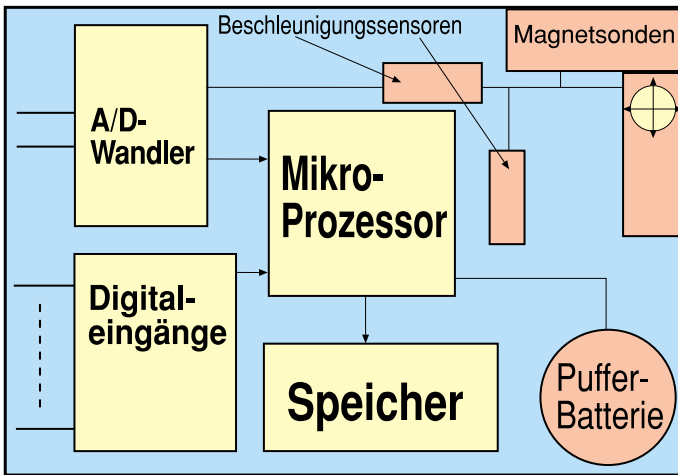 Beschleunigungssensoren
Magnetsonden
A/D-
Wandler
Mikro-
Prozessor
Digital-
eingänge
Speicher
Puffer-
Batterie